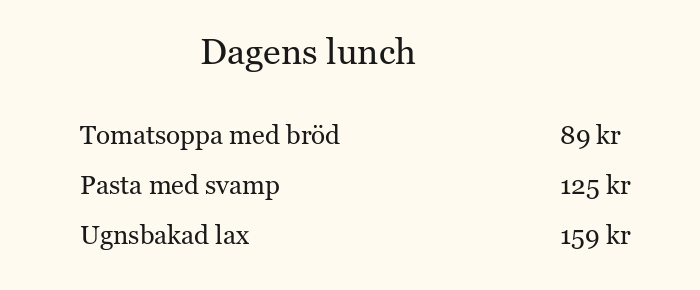 Dagens lunch
Tomatsoppa med bröd 89 kr
Pasta med svamp 125 kr
Ugnsbakad lax 159 kr